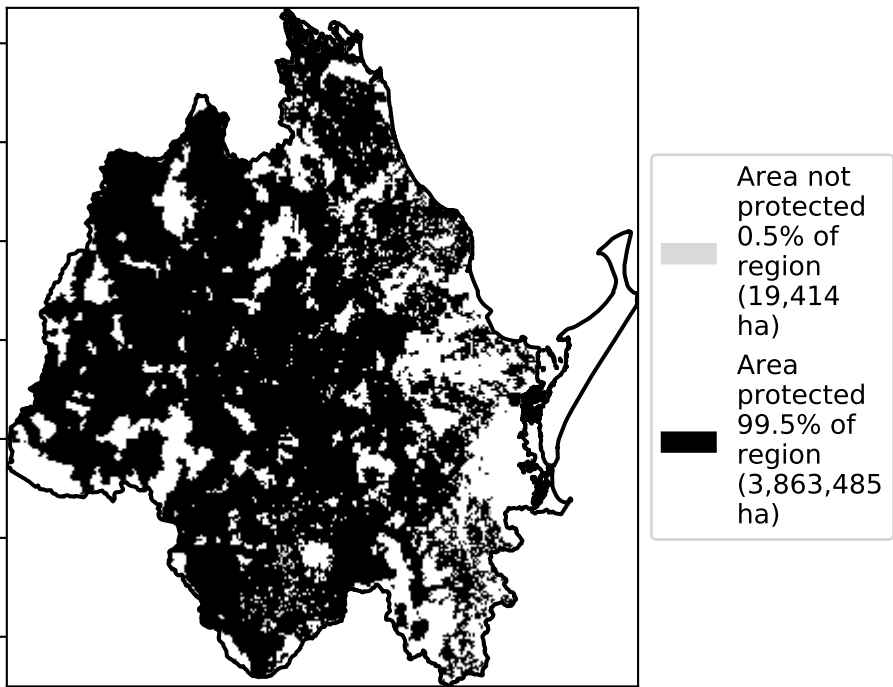 Area not
protected
0.5% of
region
(19,414
ha)
Area
protected
99.5% of
region
(3,863,485
ha)